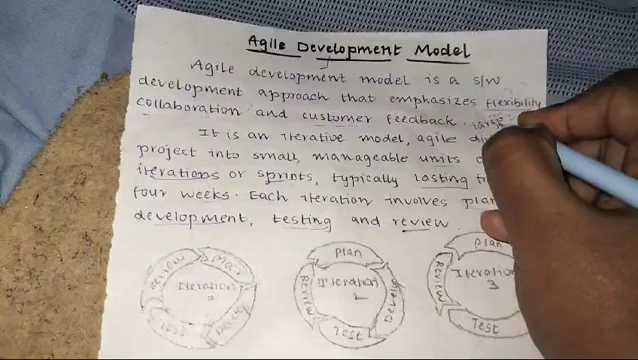 Agile Development Model
Agile development model is a s/w
development approach that emphasizes flexibility
collaboration and customer feedback.
It is an iterative model, agile
project into small, manageable units
iterations or sprints, typically lasting
four weeks. Each iteration involves
development, testing and review.
Plan
Review Plan Plan
Iteration Iteration 2 Iteration 3
Review Develop Review
Test Test Test